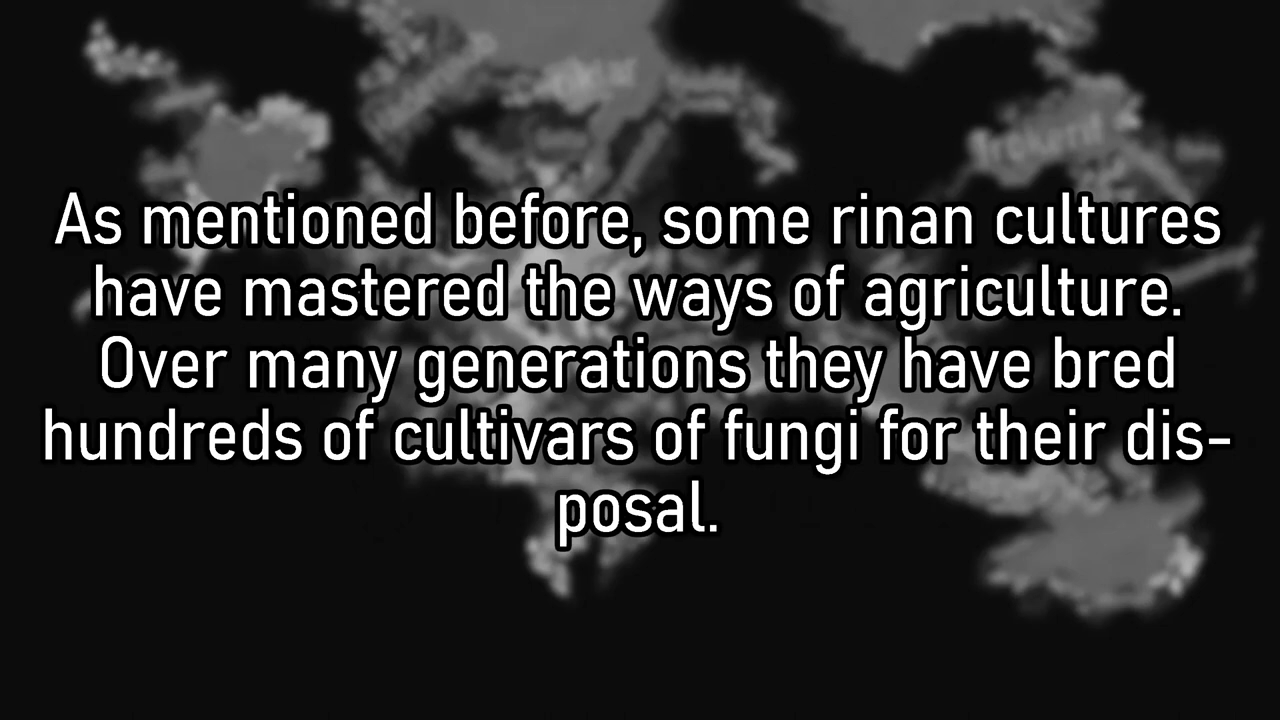 As mentioned before, some rinan cultures
have mastered the ways of agriculture.
Over many generations they have bred
hundreds of cultivars of fungi for their dis-
posal.